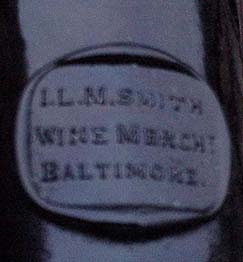 I.L.M.SMITH
WINE MERCHT
BALTIMORE.